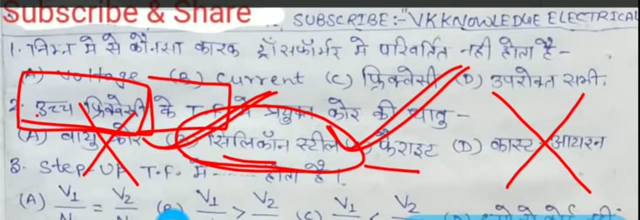 Subscribe & Share
SUBSCRIBE:- VK KNOWLEDGE ELECTRICAL
1. निम्न मे से कौनसा कारक ट्रॉंसफॉर्मर मे परिवर्तित नही होता है-
(A) voltage (B) current (C) फ्रिक्वेंसी (D) उपरोक्त सभी.
2. उच्च फ्रिक्वेंसी के T.F. मे प्रयुक्त कोर की धातु -
(A) वायु कोर (B) सिलिकॉन स्टील (C) फैराइट (D) कास्ट आयरन
3. Step-UP T.F. मे ----- होता है।
(A) V₁ = V₂ (B) V₁ > V₂ (C) V₁ < V₂ (D)